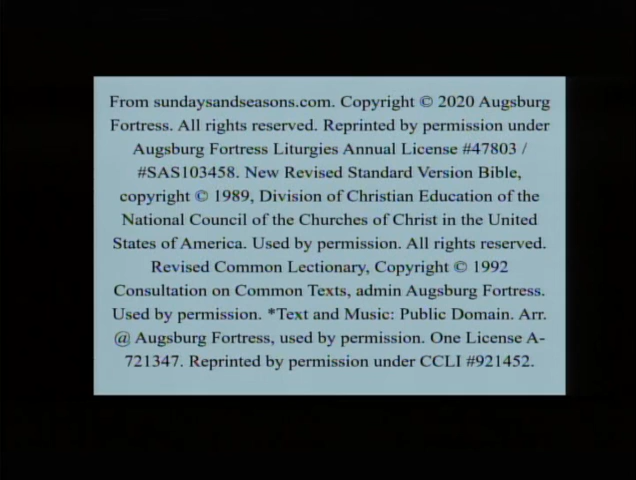 From sundaysandseasons.com. Copyright © 2020 Augsburg
Fortress. All rights reserved. Reprinted by permission under
Augsburg Fortress Liturgies Annual License #47803 /
#SAS103458. New Revised Standard Version Bible,
copyright © 1989, Division of Christian Education of the
National Council of the Churches of Christ in the United
States of America. Used by permission. All rights reserved.
Revised Common Lectionary, Copyright © 1992
Consultation on Common Texts, admin Augsburg Fortress.
Used by permission. *Text and Music: Public Domain. Arr.
@ Augsburg Fortress, used by permission. One License A-
721347. Reprinted by permission under CCLI #921452.